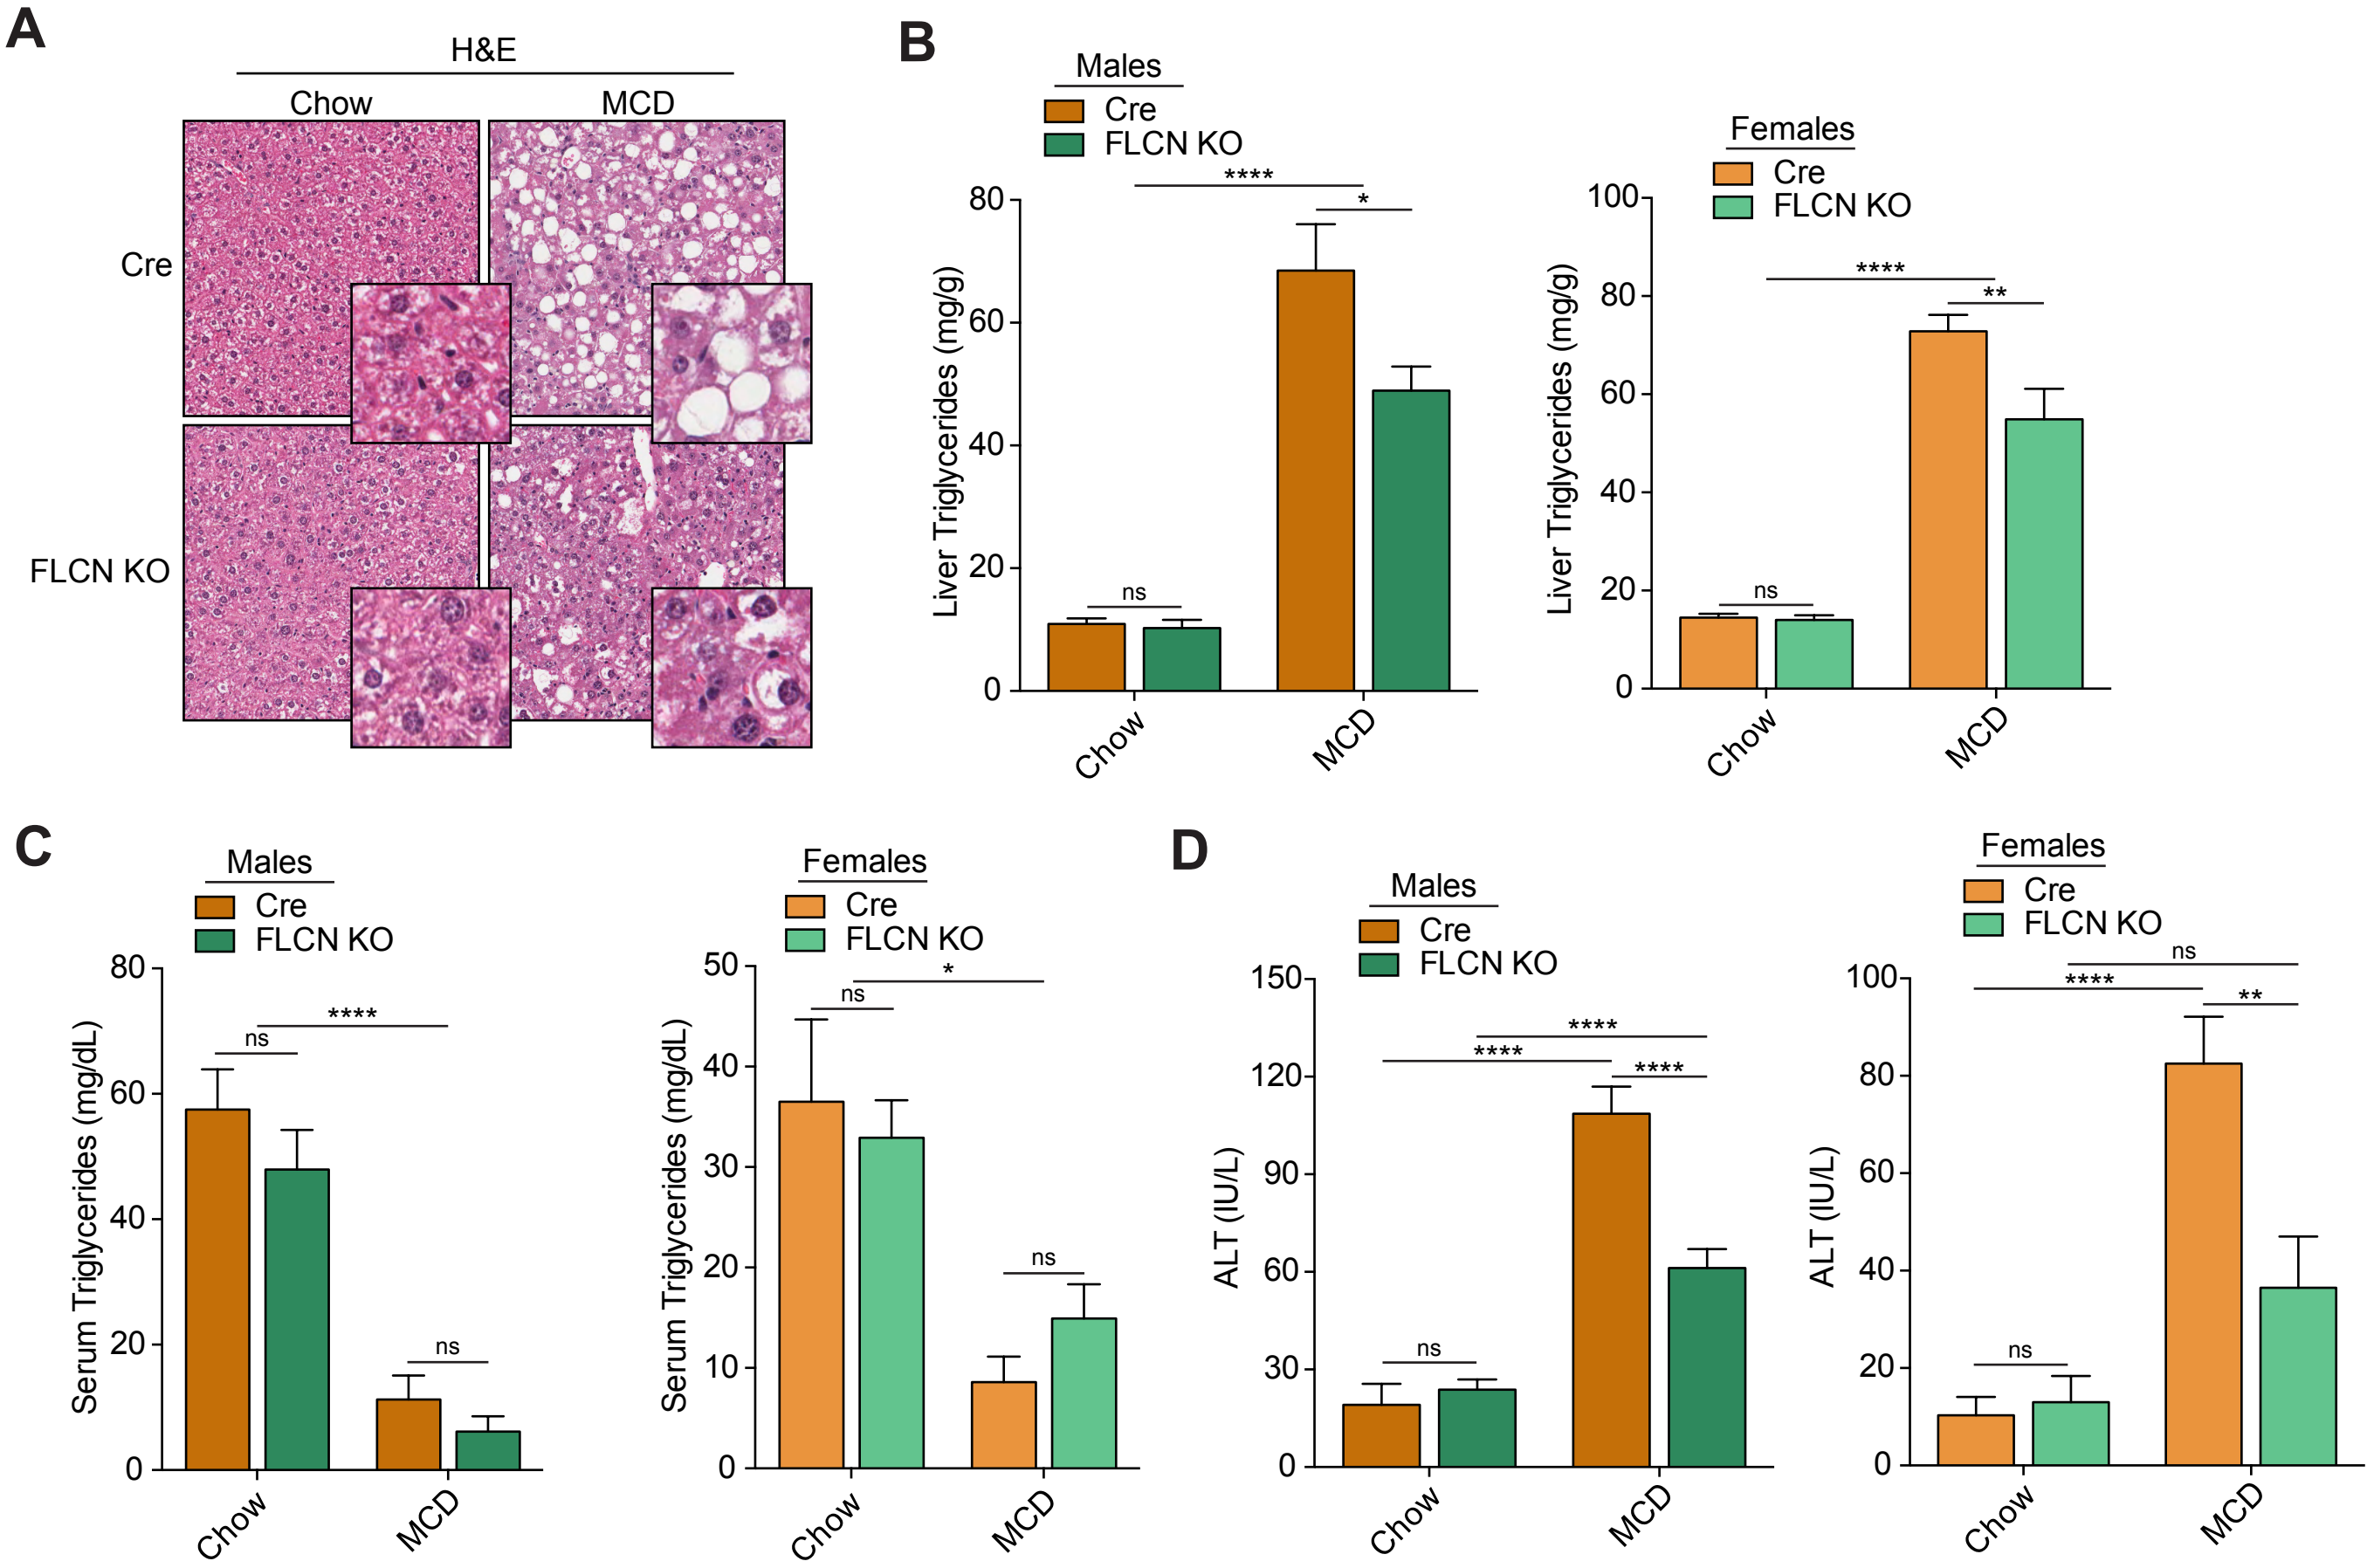 A
H&E
Chow MCD
Cre
FLCN KO
B
Males
Cre
FLCN KO
Liver Triglycerides (mg/g)
80
60
40
20
0
****
*
ns
Chow MCD
Females
Cre
FLCN KO
Liver Triglycerides (mg/g)
100
80
60
40
20
0
****
**
ns
Chow MCD
C
Males
Cre
FLCN KO
Serum Triglycerides (mg/dL)
80
60
40
20
0
****
ns
ns
Chow MCD
Females
Cre
FLCN KO
Serum Triglycerides (mg/dL)
50
40
30
20
10
0
*
ns
ns
Chow MCD
D
Males
Cre
FLCN KO
ALT (IU/L)
150
120
90
60
30
0
****
****
****
ns
Chow MCD
Females
Cre
FLCN KO
ALT (IU/L)
100
80
60
40
20
0
ns
****
**
ns
Chow MCD